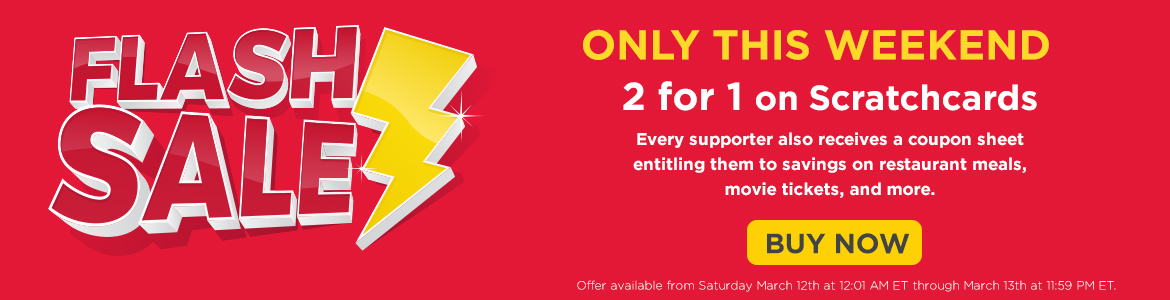 FLASH
SALE
ONLY THIS WEEKEND
2 for 1 on Scratchcards
Every supporter also receives a coupon sheet
entitling them to savings on restaurant meals,
movie tickets, and more.
BUY NOW
Offer available from Saturday March 12th at 12:01 AM ET through March 13th at 11:59 PM ET.